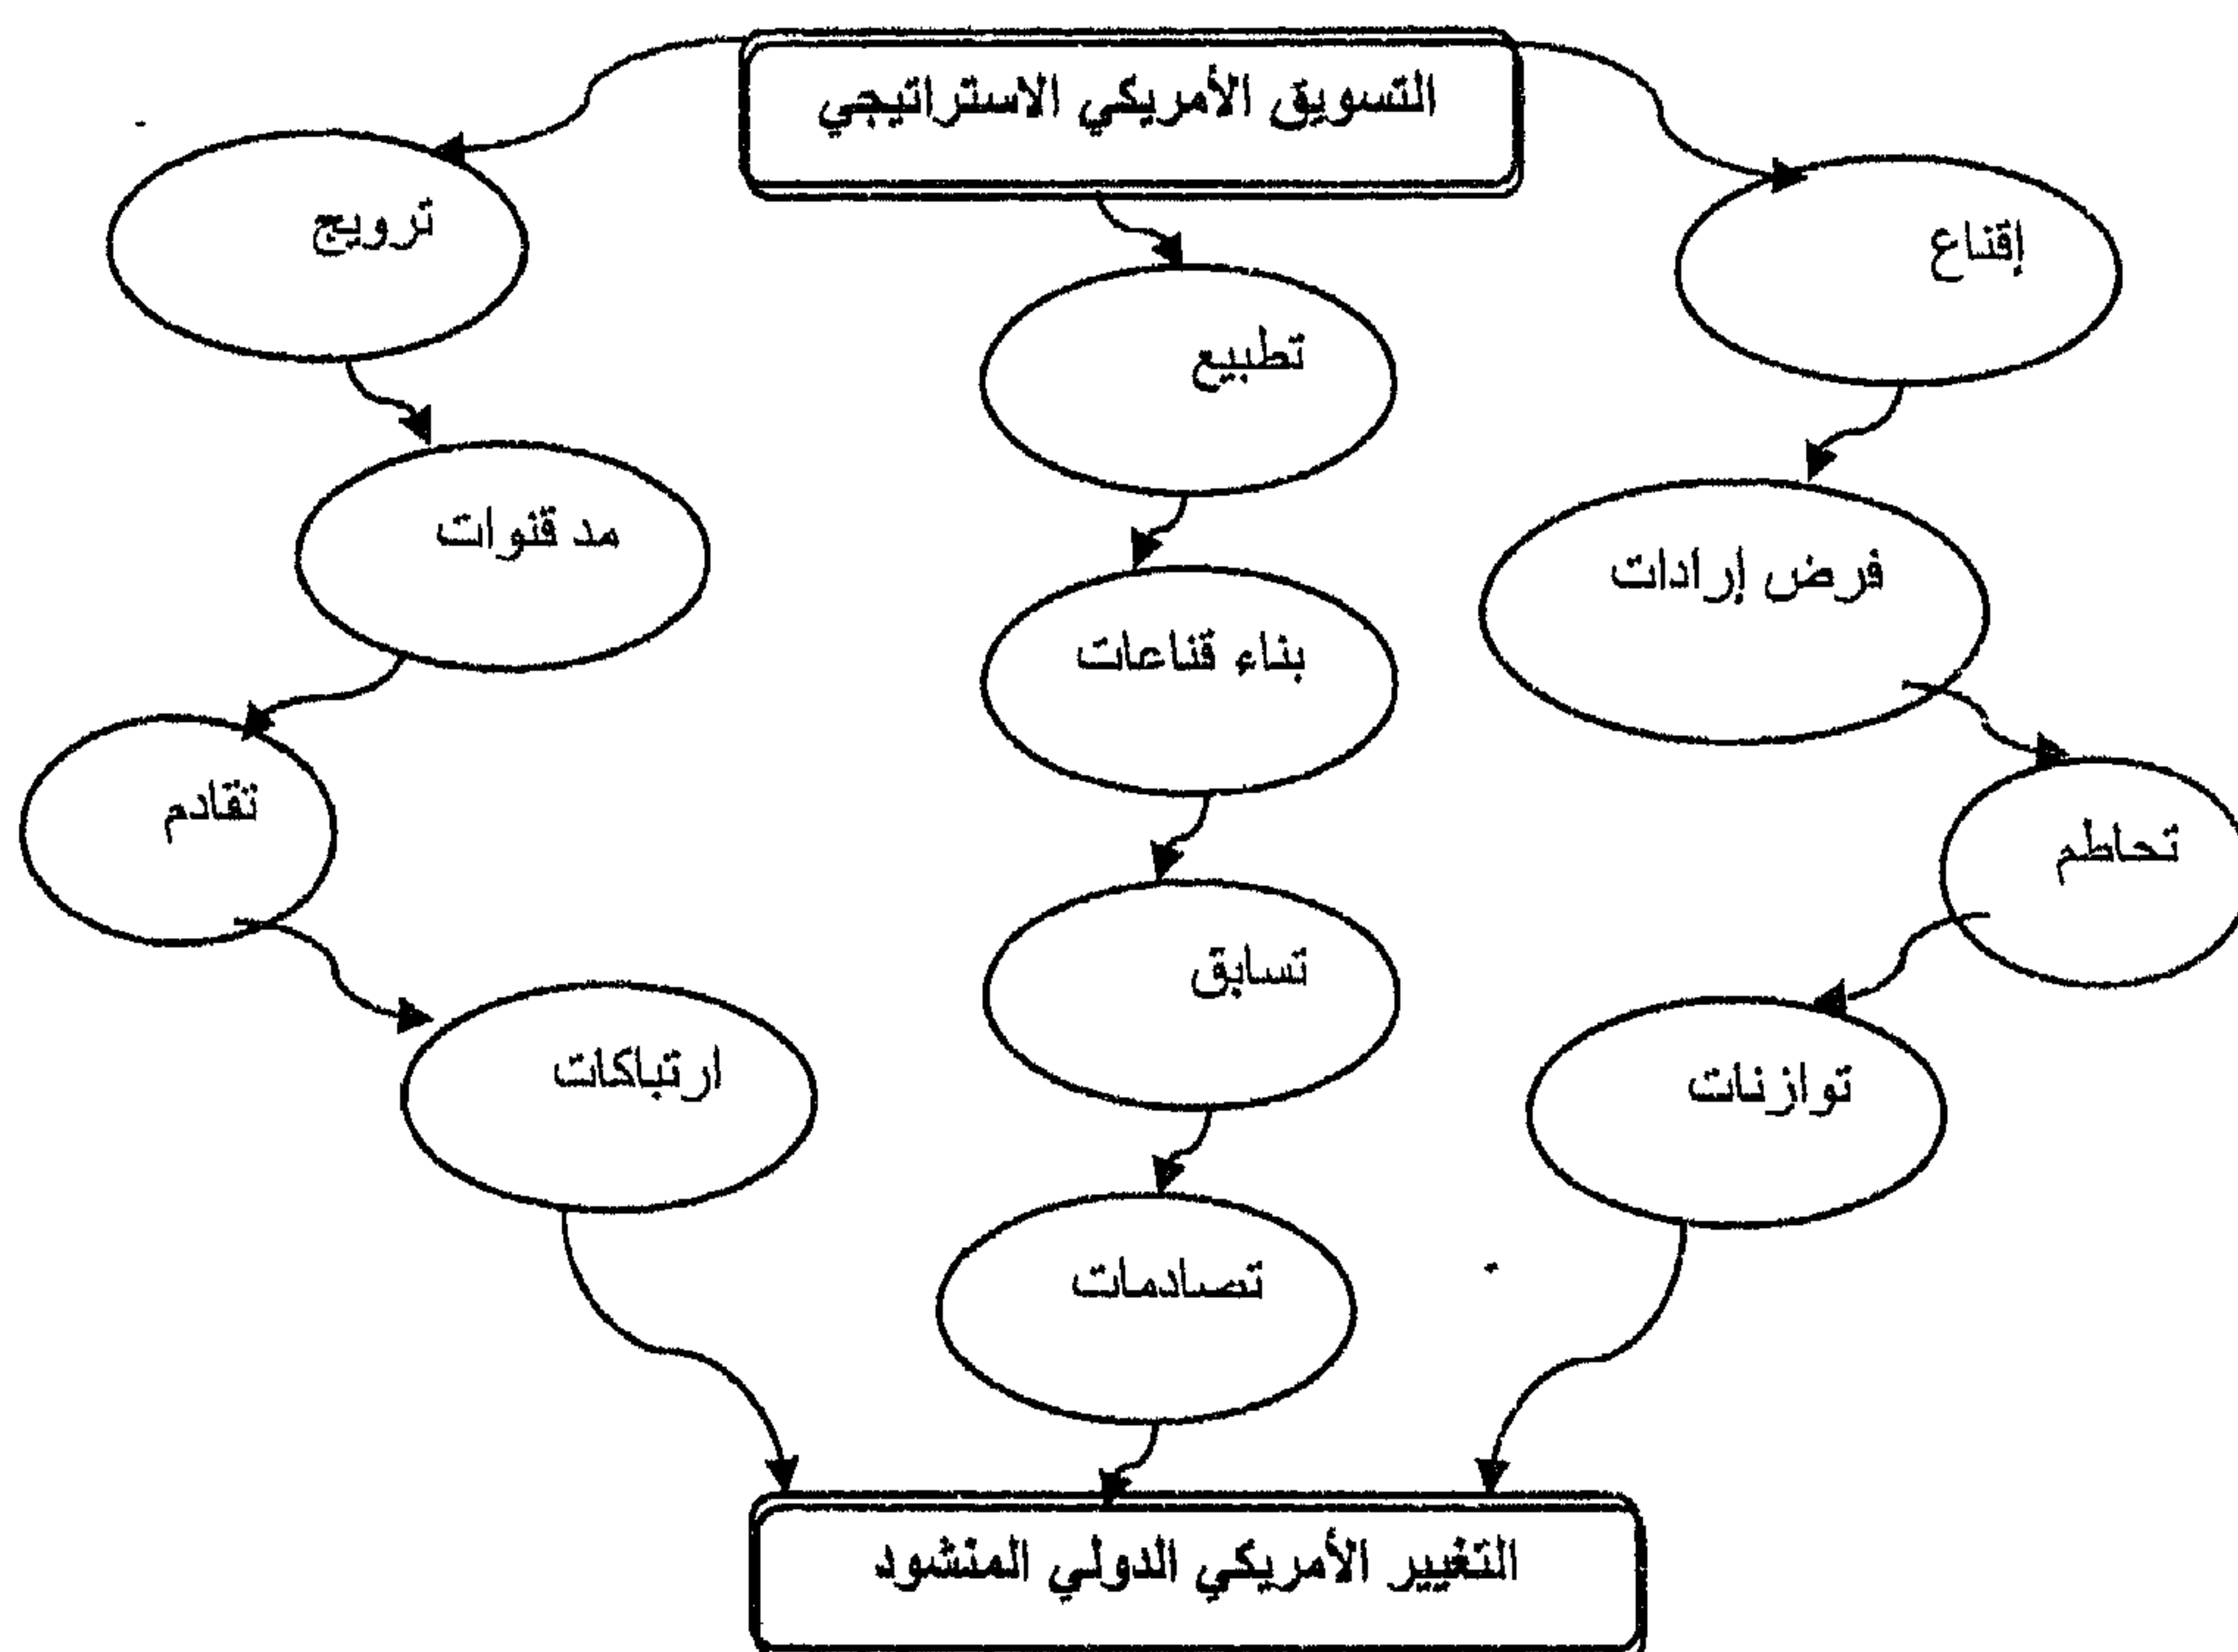 التسويق الأمريكي الاستراتيجي
إقناع
تطبيع
ترويج
فرض إرادات
بناء قناعات
مد قنوات
تحاطم
تسابق
تقادم
توازنات
تصادمات
ارتباكات
التغيير الأمريكي الدولي المنشود